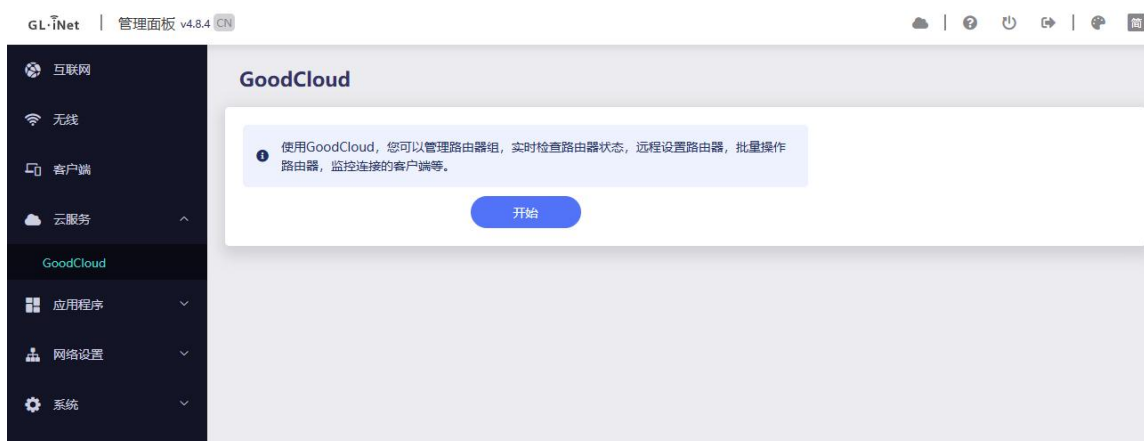 GL·iNet | 管理面板 v4.8.4 CN
简
互联网
无线
客户端
云服务
GoodCloud
应用程序
网络设置
系统
GoodCloud
使用GoodCloud，您可以管理路由器组，实时检查路由器状态，远程设置路由器，批量操作
路由器，监控连接的客户端等。
开始